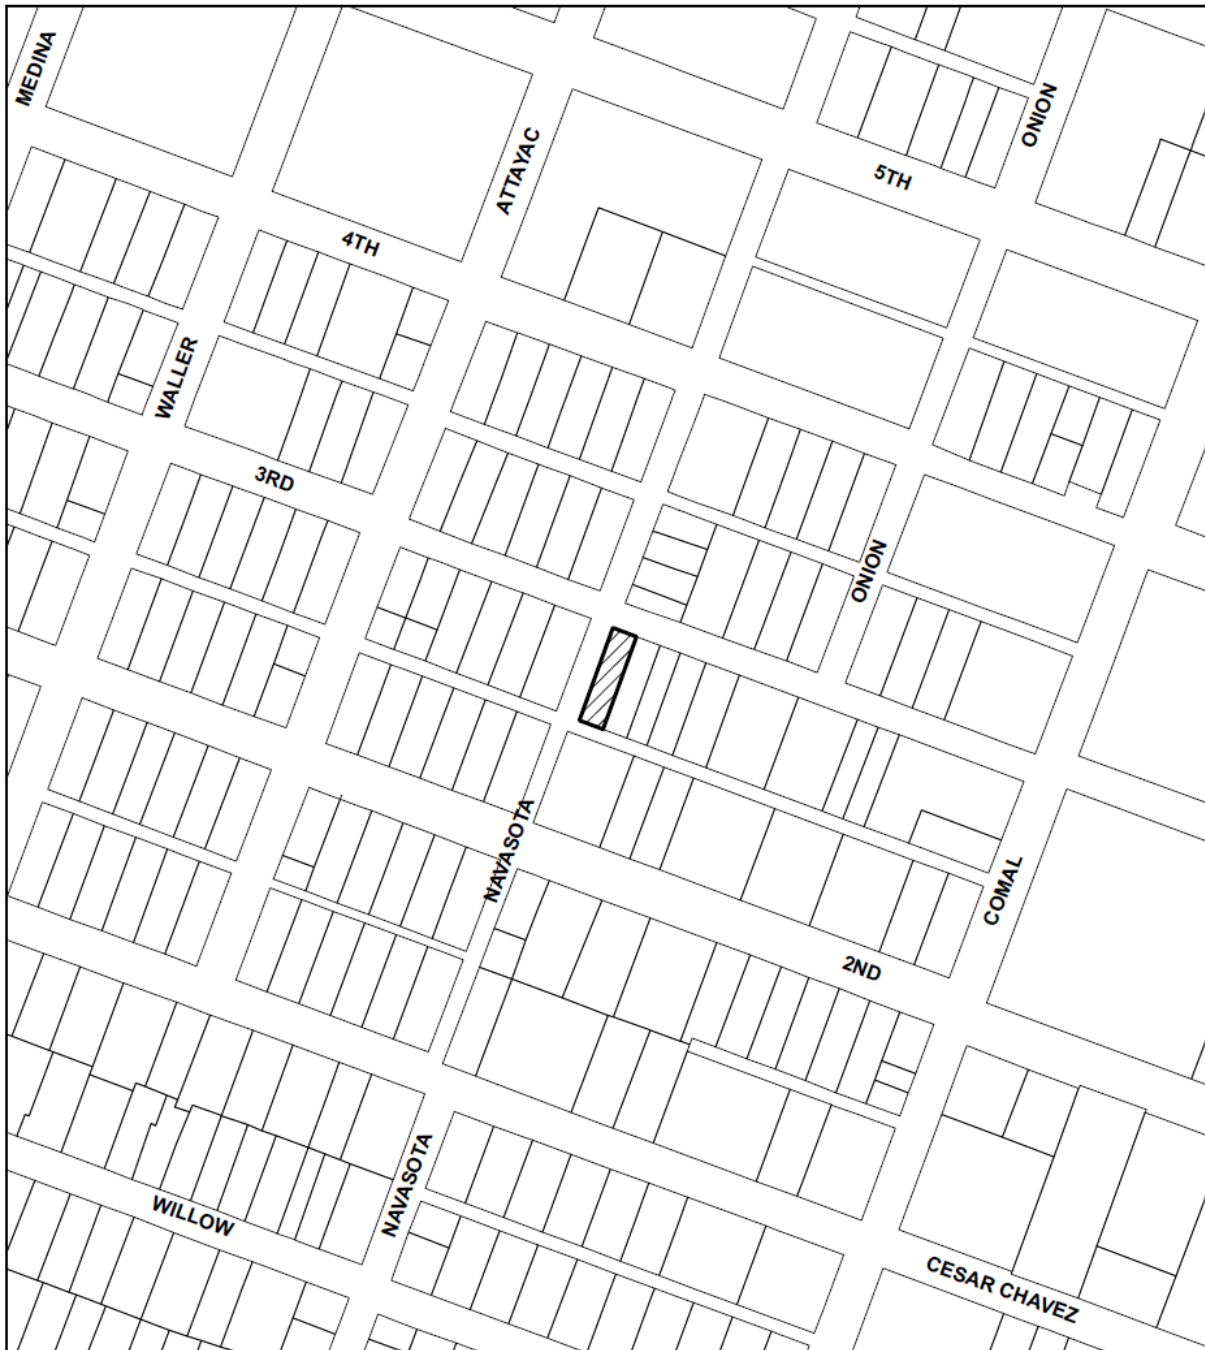 MEDINA
ONION
ATTAYAC
5TH
4TH
WALLER
3RD
ONION
NAVASOTA
COMAL
2ND
NAVASOTA
WILLOW
CESAR CHAVEZ